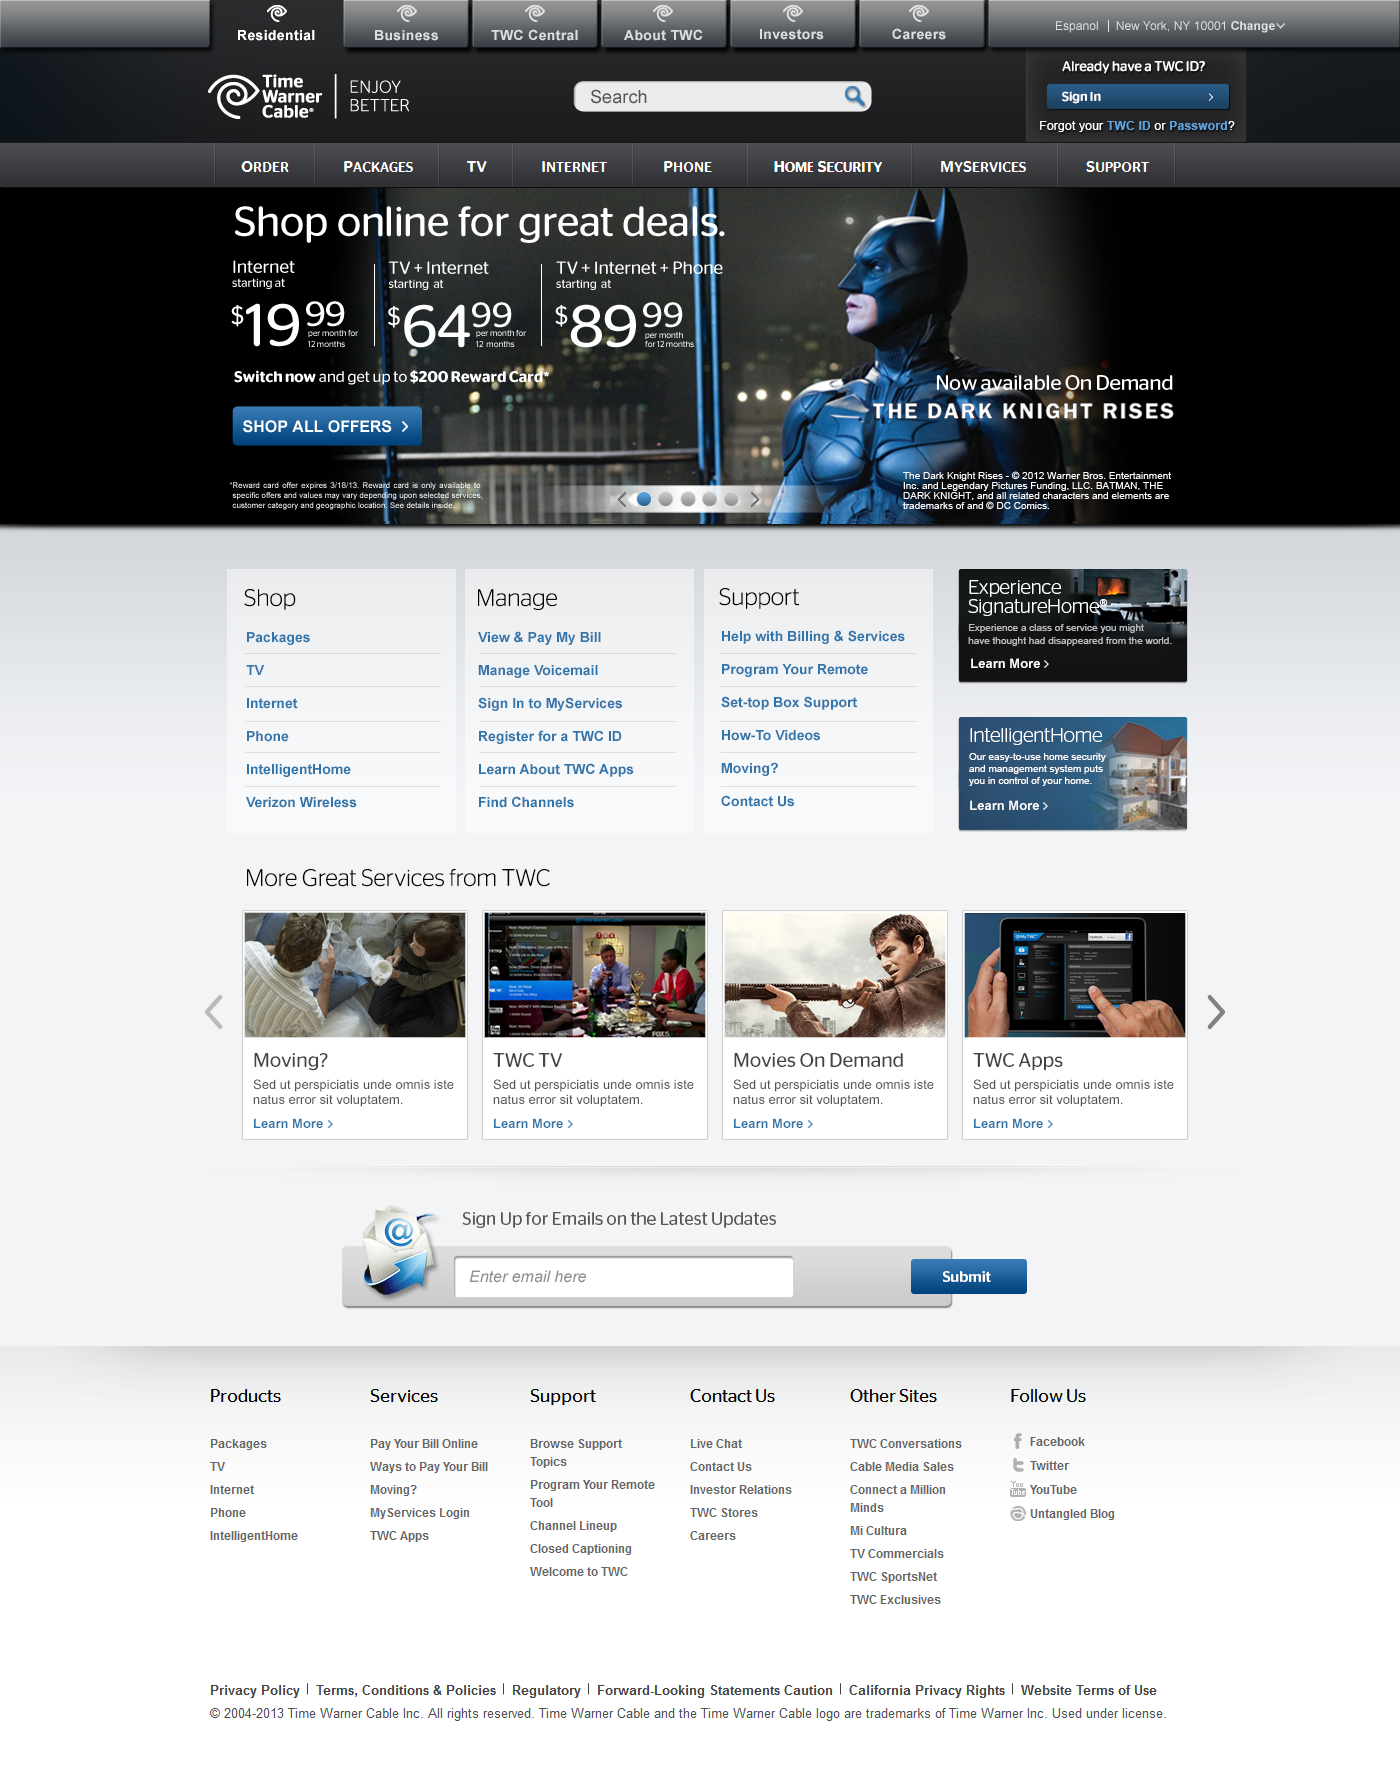 Residential
Business
TWC Central
About TWC
Investors
Careers
Espanol | New York, NY 10001 Change
Time
Warner
Cable®
ENJOY
BETTER
Search
Already have a TWC ID?
Sign In
Forgot your TWC ID or Password?
ORDER
PACKAGES
TV
INTERNET
PHONE
HOME SECURITY
MYSERVICES
SUPPORT
Shop online for great deals.
Internet
starting at
$19 99
per month for
12 months
TV + Internet
starting at
$64 99
per month for
12 months
TV + Internet + Phone
starting at
$89 99
per month
for 12 months
Switch now and get up to $200 Reward Card*
SHOP ALL OFFERS
Now available On Demand
THE DARK KNIGHT RISES
*Reward card offer expires 3/18/13. Reward card is only available to
specific offers and values may vary depending upon selected services,
customer category and geographic location. See details inside.
The Dark Knight Rises - © 2012 Warner Bros. Entertainment
Inc. and Legendary Pictures Funding, LLC. BATMAN, THE
DARK KNIGHT, and all related characters and elements are
trademarks of and © DC Comics.
Shop
Packages
TV
Internet
Phone
IntelligentHome
Verizon Wireless
Manage
View & Pay My Bill
Manage Voicemail
Sign In to MyServices
Register for a TWC ID
Learn About TWC Apps
Find Channels
Support
Help with Billing & Services
Program Your Remote
Set-top Box Support
How-To Videos
Moving?
Contact Us
Experience
SignatureHome®
Experience a class of service you might
have thought had disappeared from the world.
Learn More
IntelligentHome
Our easy-to-use home security
and management system puts
you in control of your home.
Learn More
More Great Services from TWC
Moving?
Sed ut perspiciatis unde omnis iste
natus error sit voluptatem.
Learn More
TWC TV
Sed ut perspiciatis unde omnis iste
natus error sit voluptatem.
Learn More
Movies On Demand
Sed ut perspiciatis unde omnis iste
natus error sit voluptatem.
Learn More
TWC Apps
Sed ut perspiciatis unde omnis iste
natus error sit voluptatem.
Learn More
Sign Up for Emails on the Latest Updates
Enter email here
Submit
Products
Packages
TV
Internet
Phone
IntelligentHome
Services
Pay Your Bill Online
Ways to Pay Your Bill
Moving?
MyServices Login
TWC Apps
Support
Browse Support
Topics
Program Your Remote
Tool
Channel Lineup
Closed Captioning
Welcome to TWC
Contact Us
Live Chat
Contact Us
Investor Relations
TWC Stores
Careers
Other Sites
TWC Conversations
Cable Media Sales
Connect a Million
Minds
Mi Cultura
TV Commercials
TWC SportsNet
TWC Exclusives
Follow Us
Facebook
Twitter
YouTube
Untangled Blog
Privacy Policy | Terms, Conditions & Policies | Regulatory | Forward-Looking Statements Caution | California Privacy Rights | Website Terms of Use
© 2004-2013 Time Warner Cable Inc. All rights reserved. Time Warner Cable and the Time Warner Cable logo are trademarks of Time Warner Inc. Used under license.